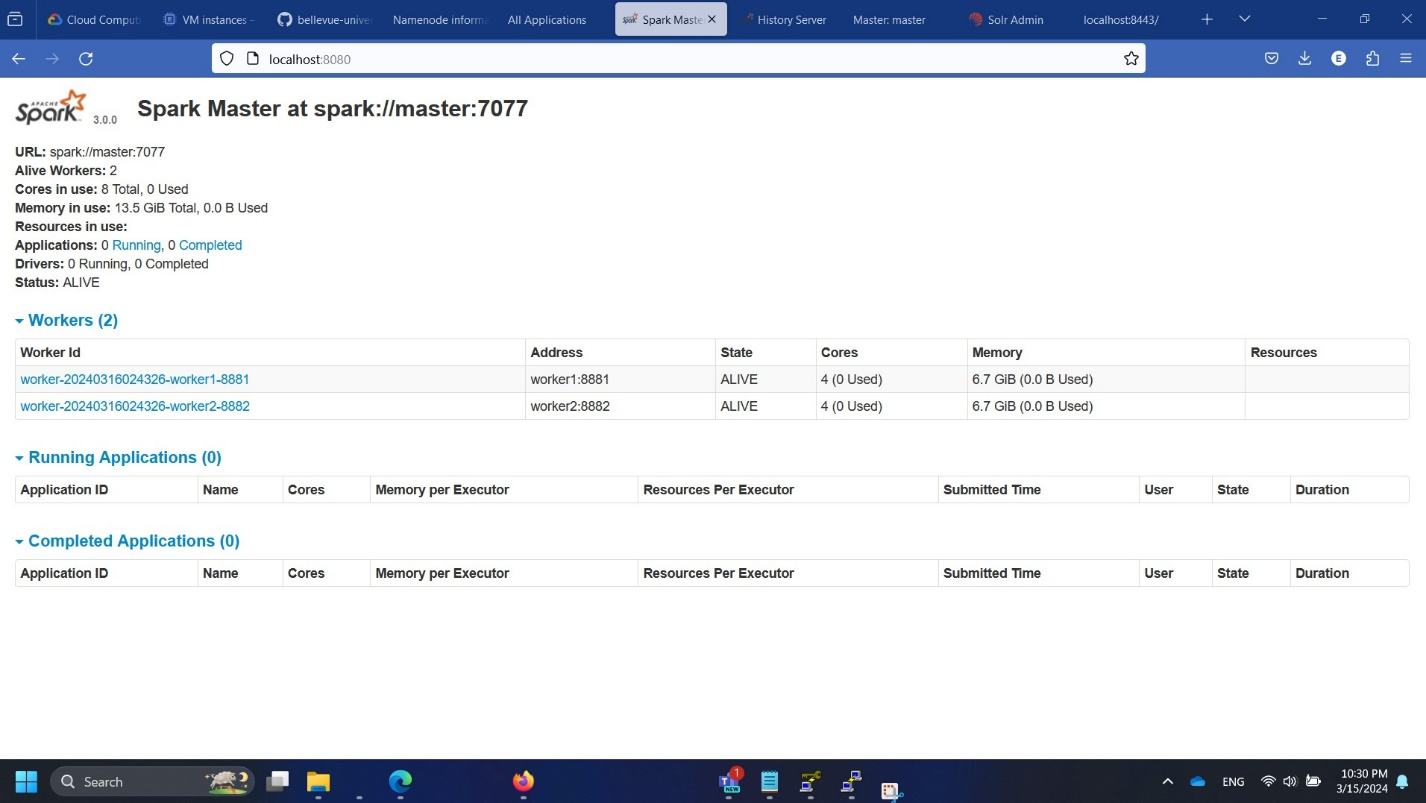 Cloud Comput
VM instances –
bellevue-unive
Namenode informa
All Applications
Spark Maste
History Server
Master: master
Solr Admin
localhost:8443/
localhost:8080
E
APACHE
Spark 3.0.0
Spark Master at spark://master:7077
URL: spark://master:7077
Alive Workers: 2
Cores in use: 8 Total, 0 Used
Memory in use: 13.5 GiB Total, 0.0 B Used
Resources in use:
Applications: 0 Running, 0 Completed
Drivers: 0 Running, 0 Completed
Status: ALIVE
Workers (2)
Worker Id Address State Cores Memory Resources
worker-20240316024326-worker1-8881 worker1:8881 ALIVE 4 (0 Used) 6.7 GiB (0.0 B Used)
worker-20240316024326-worker2-8882 worker2:8882 ALIVE 4 (0 Used) 6.7 GiB (0.0 B Used)
Running Applications (0)
Application ID Name Cores Memory per Executor Resources Per Executor Submitted Time User State Duration
Completed Applications (0)
Application ID Name Cores Memory per Executor Resources Per Executor Submitted Time User State Duration
Search
1
NEW
ENG
10:30 PM
3/15/2024